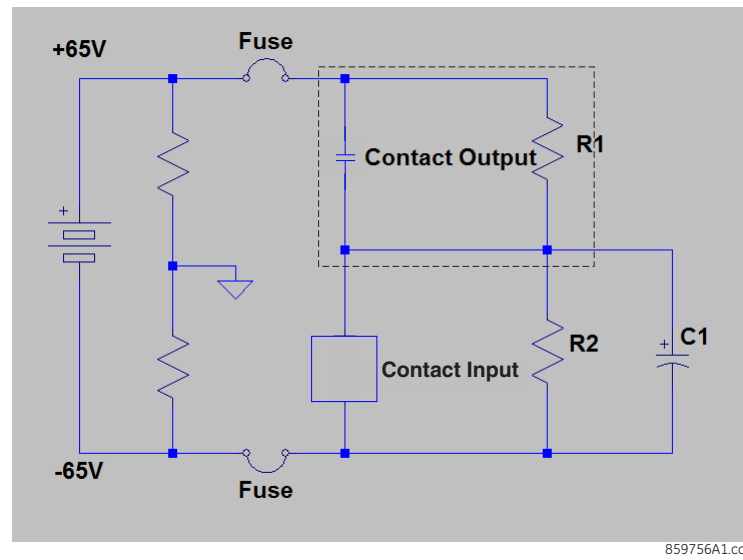 +65V
Fuse
Contact Output
R1
+
+
R2
C1
Contact Input
-65V
Fuse
859756A1.cc